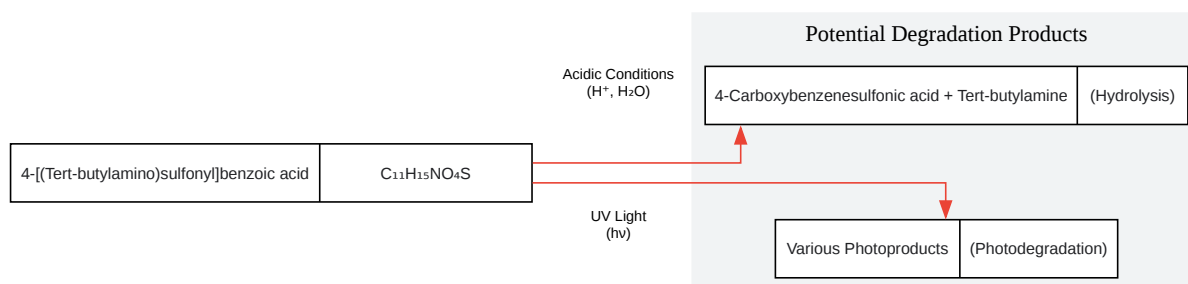 Potential Degradation Products
Acidic Conditions
(H⁺, H₂O)
4-Carboxybenzenesulfonic acid + Tert-butylamine
(Hydrolysis)
4-[(Tert-butylamino)sulfonyl]benzoic acid
C₁₁H₁₅NO₄S
UV Light
(hν)
Various Photoproducts
(Photodegradation)